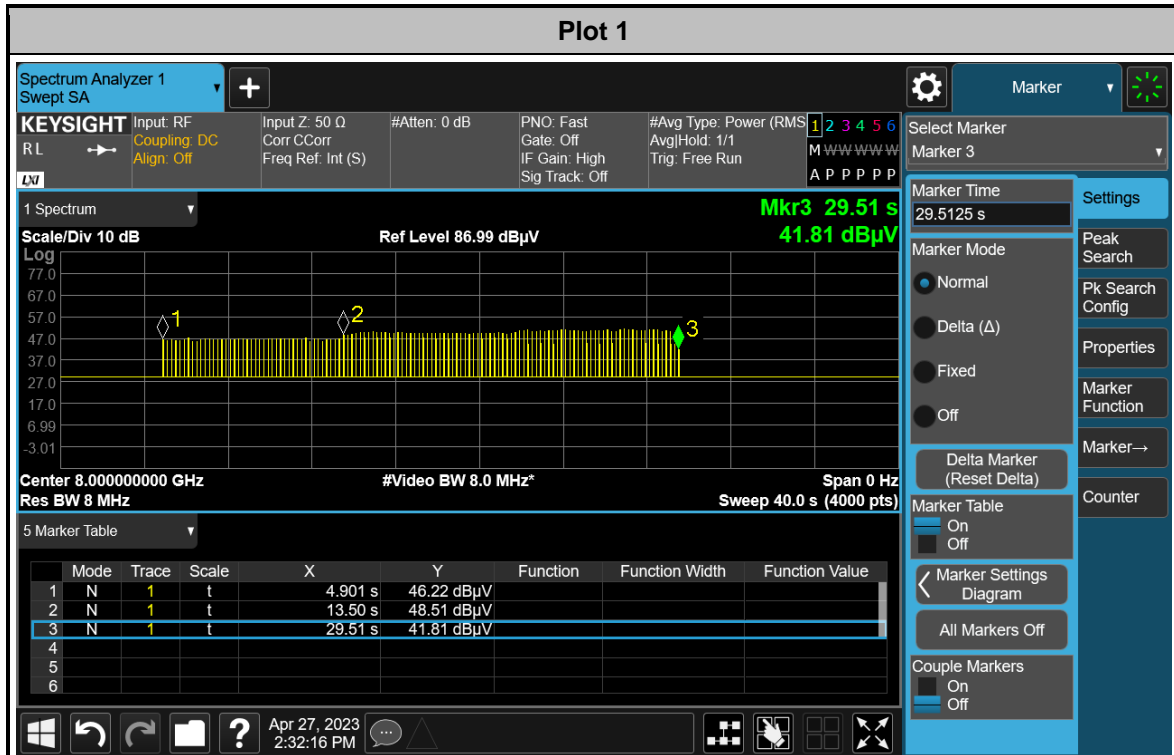 Plot 1
Spectrum Analyzer 1
Swept SA
Marker
KEYSIGHT
R L
LXI
Input: RF
Coupling: DC
Align: Off
Input Z: 50 Ω
Corr CCorr
Freq Ref: Int (S)
#Atten: 0 dB
PNO: Fast
Gate: Off
IF Gain: High
Sig Track: Off
#Avg Type: Power (RMS
Avg|Hold: 1/1
Trig: Free Run
1 2 3 4 5 6
M W W W W W
A P P P P P
Select Marker
Marker 3
1 Spectrum
Mkr3 29.51 s
Scale/Div 10 dB
Ref Level 86.99 dBµV
41.81 dBµV
Log
77.0
67.0
57.0
47.0
37.0
27.0
17.0
6.99
-3.01
1
2
3
Center 8.000000000 GHz
#Video BW 8.0 MHz*
Span 0 Hz
Res BW 8 MHz
Sweep 40.0 s (4000 pts)
Marker Time
29.5125 s
Marker Mode
Normal
Delta (Δ)
Fixed
Off
Delta Marker
(Reset Delta)
Marker Table
On
Off
Marker Settings
Diagram
All Markers Off
Couple Markers
On
Off
Settings
Peak
Search
Pk Search
Config
Properties
Marker
Function
Marker→
Counter
5 Marker Table
Mode Trace Scale X Y Function Function Width Function Value
1 N 1 t 4.901 s 46.22 dBµV
2 N 1 t 13.50 s 48.51 dBµV
3 N 1 t 29.51 s 41.81 dBµV
4
5
6
?
Apr 27, 2023
2:32:16 PM